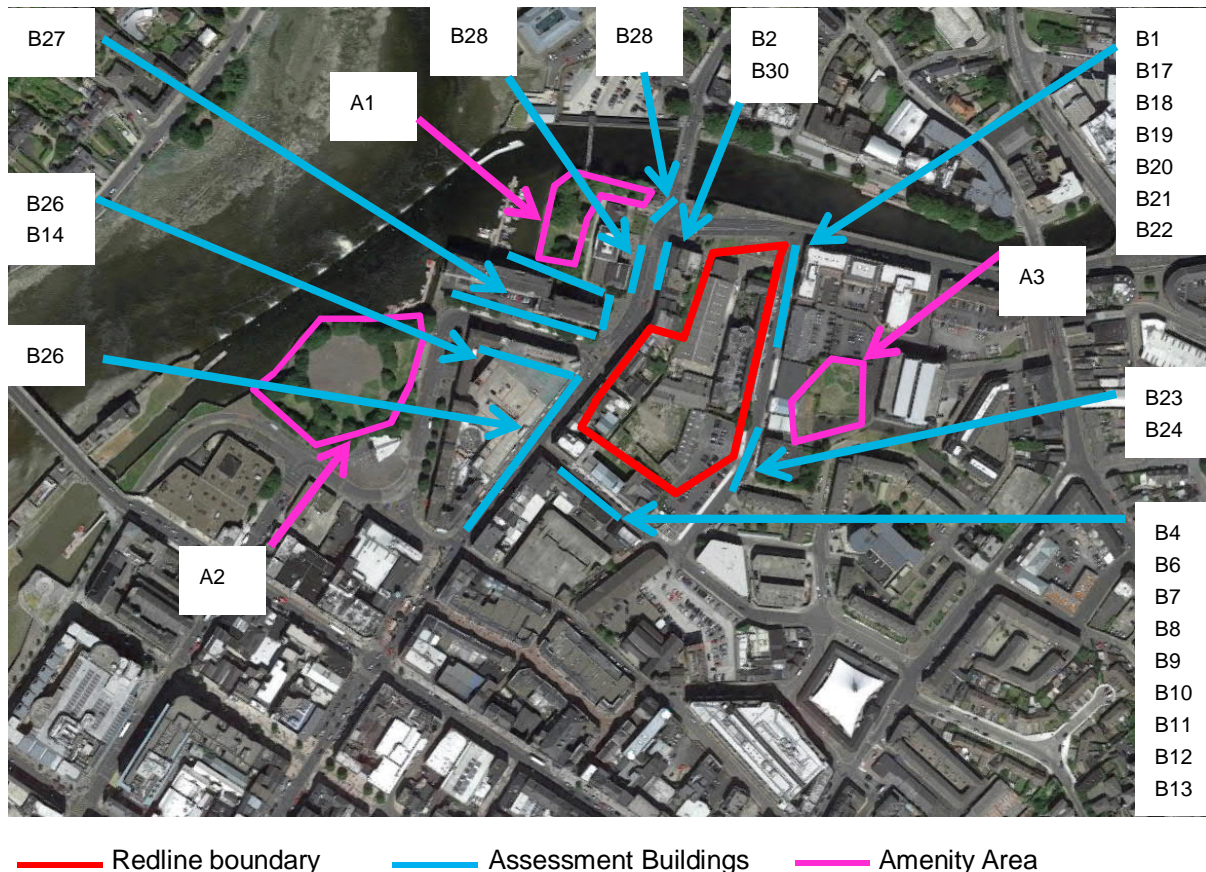 B27
B28
B28
B2
B30
B1
B17
B18
B19
B20
B21
B22
A1
B26
B14
A3
B26
B23
B24
A2
B4
B6
B7
B8
B9
B10
B11
B12
B13
Redline boundary
Assessment Buildings
Amenity Area